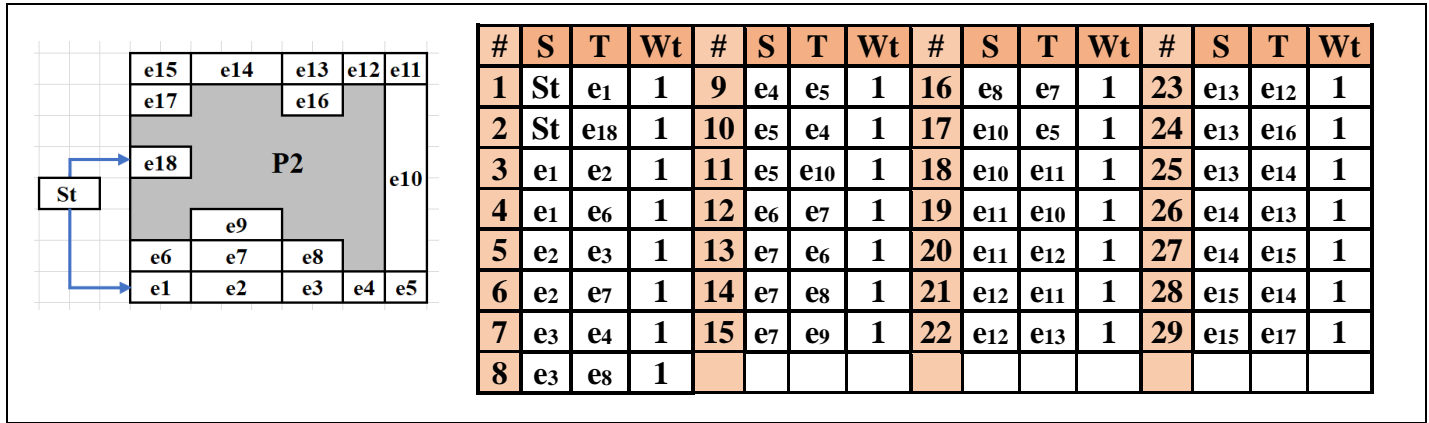 e15 e14 e13 e12 e11
e17 e16
e18 P2
St e10
e9
e6 e7 e8
e1 e2 e3 e4 e5
# S T Wt # S T Wt # S T Wt # S T Wt
1 St e1 1 9 e4 e5 1 16 e8 e7 1 23 e13 e12 1
2 St e18 1 10 e5 e4 1 17 e10 e5 1 24 e13 e16 1
3 e1 e2 1 11 e5 e10 1 18 e10 e11 1 25 e13 e14 1
4 e1 e6 1 12 e6 e7 1 19 e11 e10 1 26 e14 e13 1
5 e2 e3 1 13 e7 e6 1 20 e11 e12 1 27 e14 e15 1
6 e2 e7 1 14 e7 e8 1 21 e12 e11 1 28 e15 e14 1
7 e3 e4 1 15 e7 e9 1 22 e12 e13 1 29 e15 e17 1
8 e3 e8 1